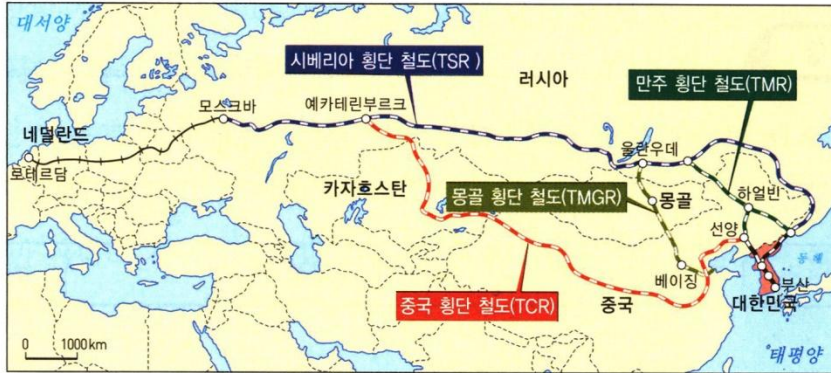 대서양
시베리아 횡단 철도(TSR)
러시아
만주 횡단 철도(TMR)
모스크바
예카테린부르크
네덜란드
로테르담
울란우데
카자흐스탄
몽골 횡단 철도(TMGR)
몽골
하얼빈
선양
동해
베이징
부산
중국 횡단 철도(TCR)
중국
대한민국
0 1000km
태평양